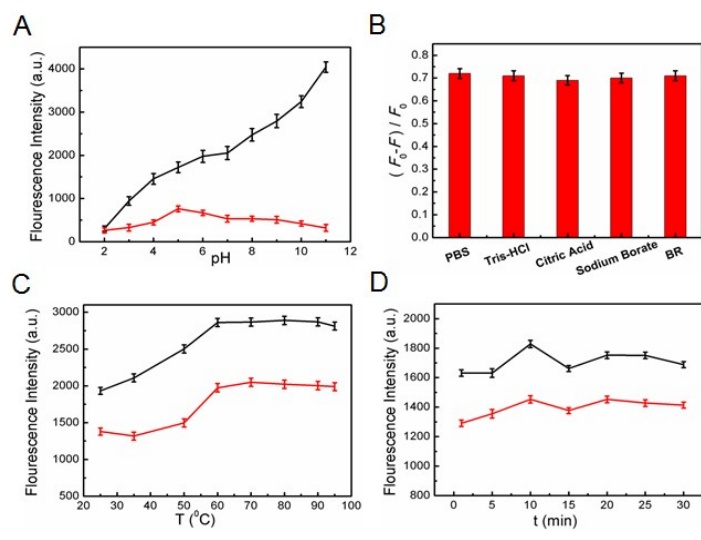 A
Flourescence Intensity (a.u.)
4000
3000
2000
1000
500
0
0 2 4 6 8 10 12
pH
B
( F0-F) / F0
0.8
0.7
0.6
0.5
0.4
0.3
0.2
0.1
0.0
PBS
Tris-HCl
Citric Acid
Sodium Borate
BR
C
Flourescence Intensity (a.u.)
3000
2500
2000
1500
1000
500
20 30 40 50 60 70 80 90 100
T (⁰C)
D
Flourescence Intensity (a.u.)
2000
1800
1600
1400
1200
1000
800
0 5 10 15 20 25 30
t (min)